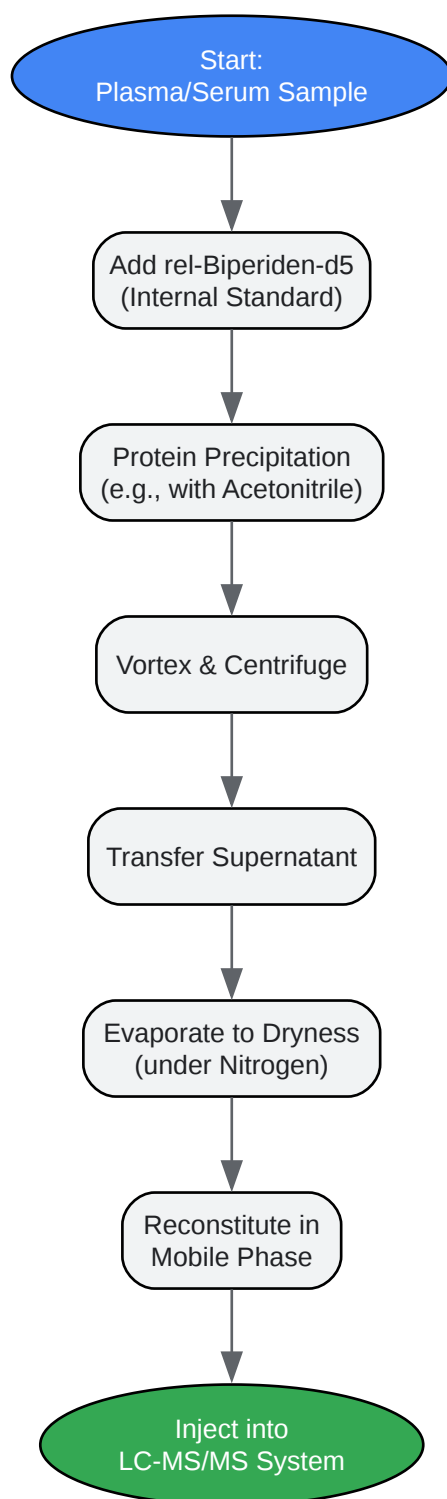 Start:
Plasma/Serum Sample
Add rel-Biperiden-d5
(Internal Standard)
Protein Precipitation
(e.g., with Acetonitrile)
Vortex & Centrifuge
Transfer Supernatant
Evaporate to Dryness
(under Nitrogen)
Reconstitute in
Mobile Phase
Inject into
LC-MS/MS System